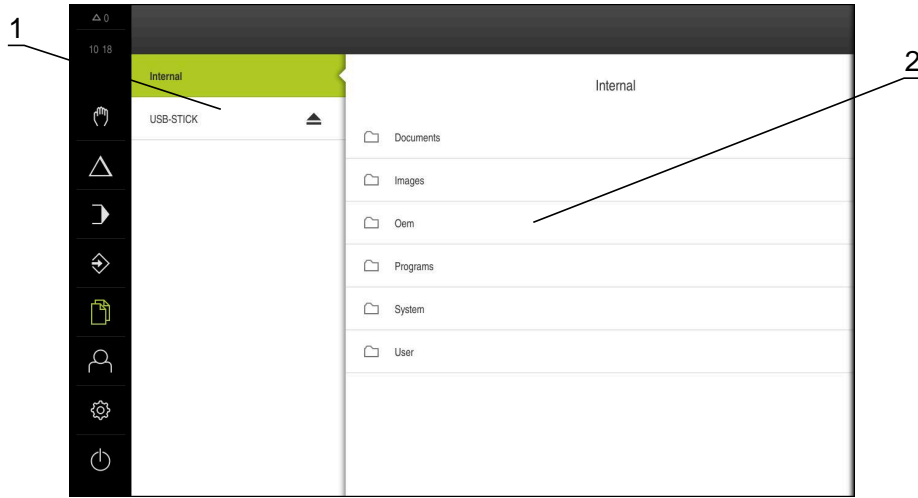 1
△ 0
10 18
2
Internal
USB-STICK
Internal
Documents
Images
Oem
Programs
System
User